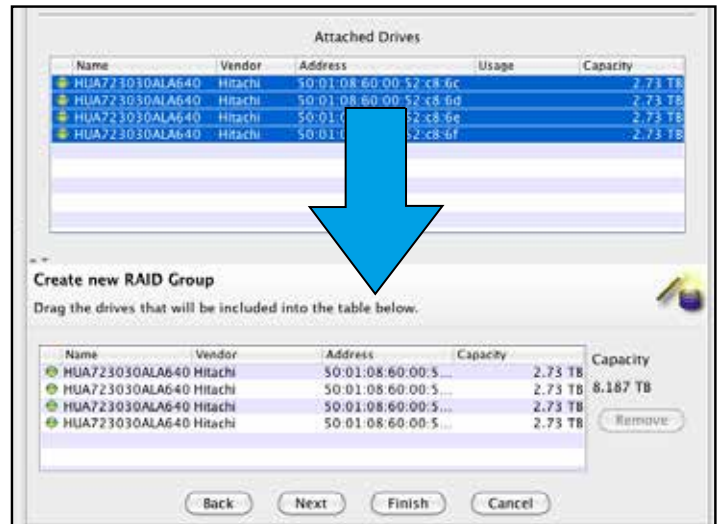 Attached Drives
Name Vendor Address Usage Capacity
HUA723030ALA640 Hitachi 50:01:08:60:00:52:c8:6c 2.73 TB
HUA723030ALA640 Hitachi 50:01:08:60:00:52:c8:6d 2.73 TB
HUA723030ALA640 Hitachi 50:01: :52:c8:6e 2.73 TB
HUA723030ALA640 Hitachi 50:01: 52:c8:6f 2.73 TB
Create new RAID Group
Drag the drives that will be included into the table below.
Name Vendor Address Capacity
HUA723030ALA640 Hitachi 50:01:08:60:00:5... 2.73 TB
HUA723030ALA640 Hitachi 50:01:08:60:00:5... 2.73 TB
HUA723030ALA640 Hitachi 50:01:08:60:00:5... 2.73 TB
HUA723030ALA640 Hitachi 50:01:08:60:00:5... 2.73 TB
Capacity
8.187 TB
Remove
Back Next Finish Cancel